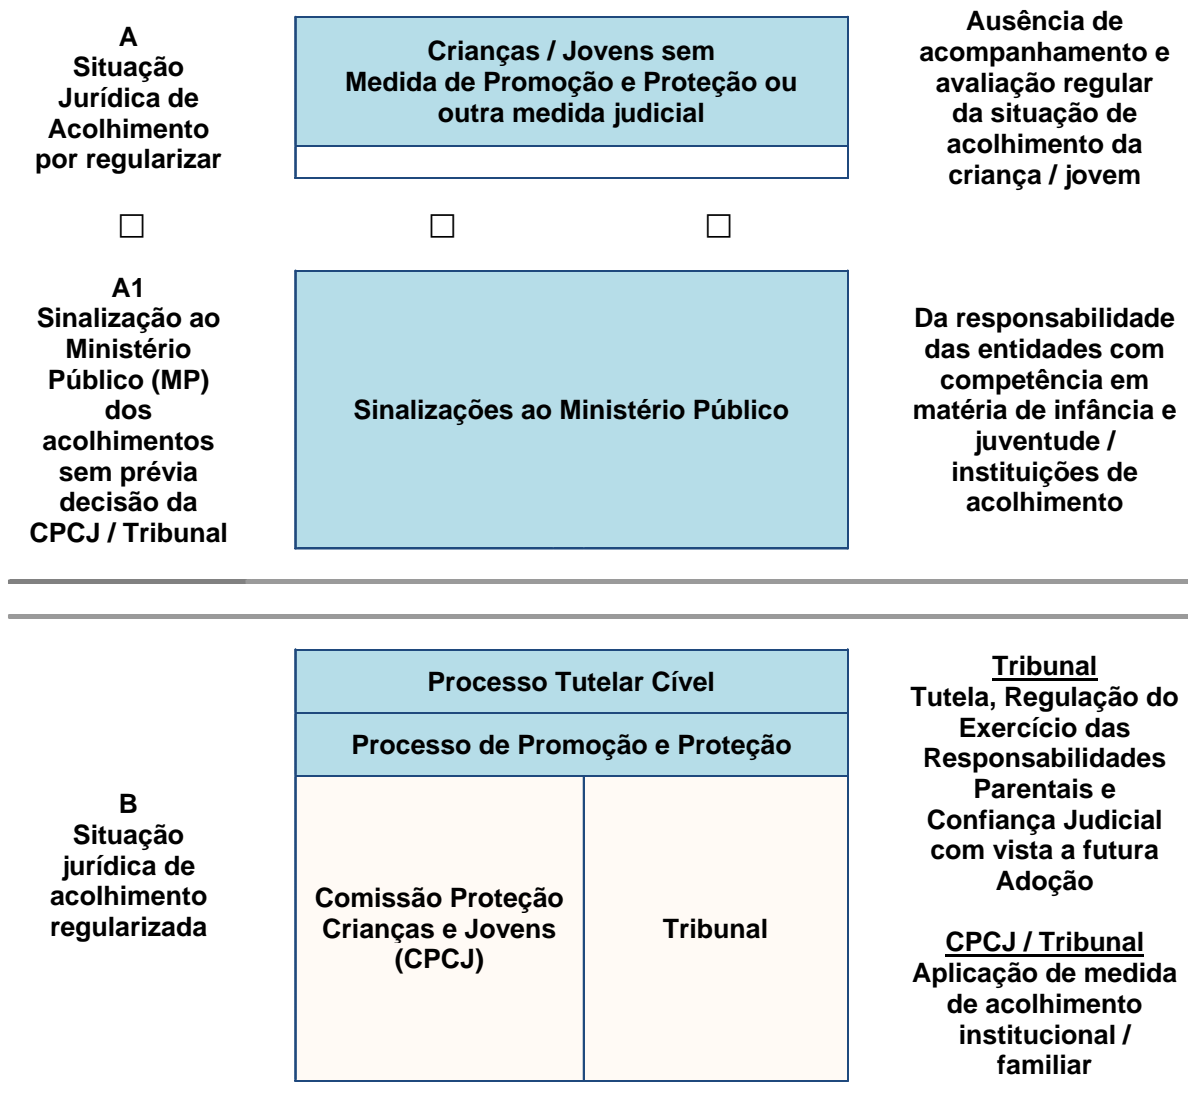 A
Situação
Jurídica de
Acolhimento
por regularizar
Crianças / Jovens sem
Medida de Promoção e Proteção ou
outra medida judicial
Ausência de
acompanhamento e
avaliação regular
da situação de
acolhimento da
criança / jovem
A1
Sinalização ao
Ministério
Público (MP)
dos
acolhimentos
sem prévia
decisão da
CPCJ / Tribunal
Sinalizações ao Ministério Público
Da responsabilidade
das entidades com
competência em
matéria de infância e
juventude /
instituições de
acolhimento
B
Situação
jurídica de
acolhimento
regularizada
Processo Tutelar Cível
Processo de Promoção e Proteção
Comissão Proteção
Crianças e Jovens
(CPCJ)
Tribunal
Tribunal
Tutela, Regulação do
Exercício das
Responsabilidades
Parentais e
Confiança Judicial
com vista a futura
Adoção
CPCJ / Tribunal
Aplicação de medida
de acolhimento
institucional /
familiar